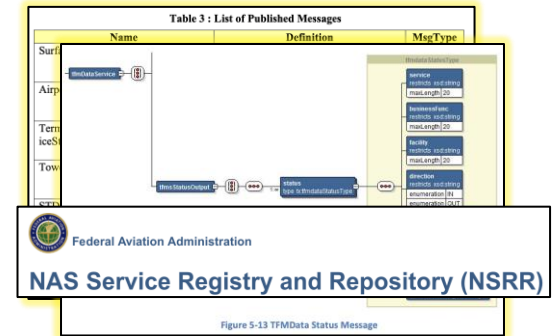 Table 3 : List of Published Messages
Name Definition MsgType
Surf
Airp
Term
iceSt
Tow
STD
tfmdataStatusType
tfmDataService
service
restricts xsd:string
maxLength 20
businessFunc
restricts xsd:string
maxLength 20
facility
restricts xsd:string
maxLength 20
tfmsStatusOutput
status
type ts:tfmdataStatusType
direction
restricts xsd:string
enumeration IN
enumeration OUT
Federal Aviation Administration
NAS Service Registry and Repository (NSRR)
Figure 5-13 TFMData Status Message